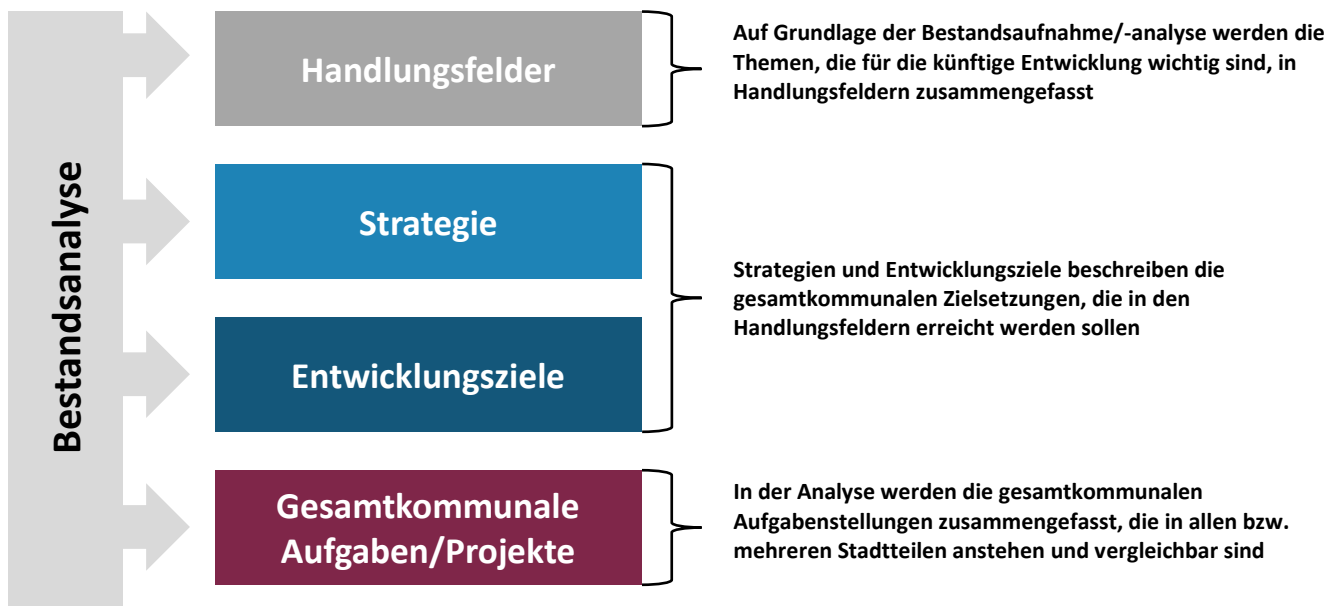 Bestandsanalyse
Handlungsfelder
Auf Grundlage der Bestandsaufnahme/-analyse werden die
Themen, die für die künftige Entwicklung wichtig sind, in
Handlungsfeldern zusammengefasst
Strategie
Entwicklungsziele
Strategien und Entwicklungsziele beschreiben die
gesamtkommunalen Zielsetzungen, die in den
Handlungsfeldern erreicht werden sollen
Gesamtkommunale
Aufgaben/Projekte
In der Analyse werden die gesamtkommunalen
Aufgabenstellungen zusammengefasst, die in allen bzw.
mehreren Stadtteilen anstehen und vergleichbar sind